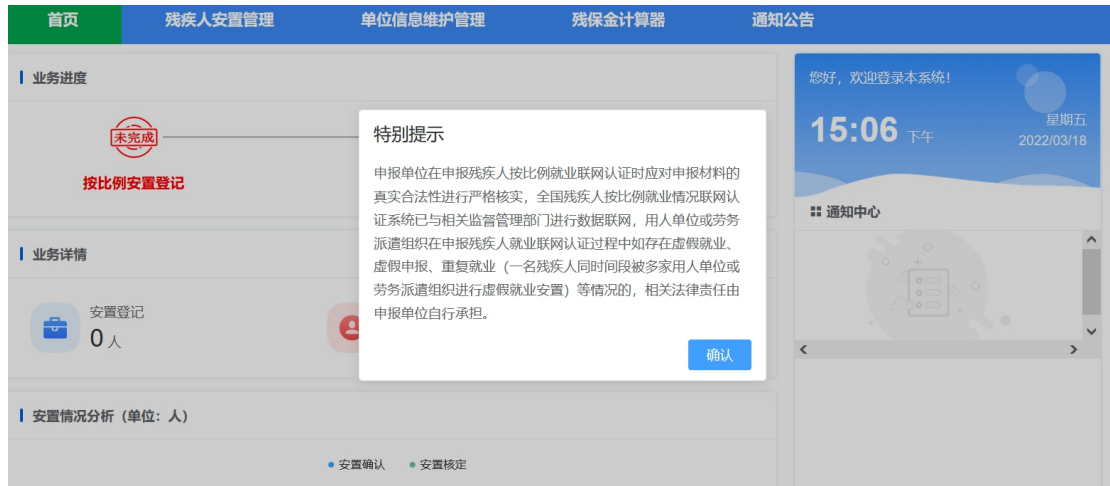 首页 残疾人安置管理 单位信息维护管理 残保金计算器 通知公告
业务进度
未完成
按比例安置登记
业务详情
安置登记
0人
安置情况分析（单位：人）
安置确认 安置核定
特别提示
申报单位在申报残疾人按比例就业联网认证时应对申报材料的
真实合法性进行严格核实，全国残疾人按比例就业情况联网认
证系统已与相关监督管理部门进行数据联网，用人单位或劳务
派遣组织在申报残疾人就业联网认证过程中如存在虚假就业、
虚假申报、重复就业（一名残疾人同时间段被多家用人单位或
劳务派遣组织进行虚假就业安置）等情况的，相关法律责任由
申报单位自行承担。
确认
您好，欢迎登录本系统！
15:06 下午
星期五
2022/03/18
通知中心